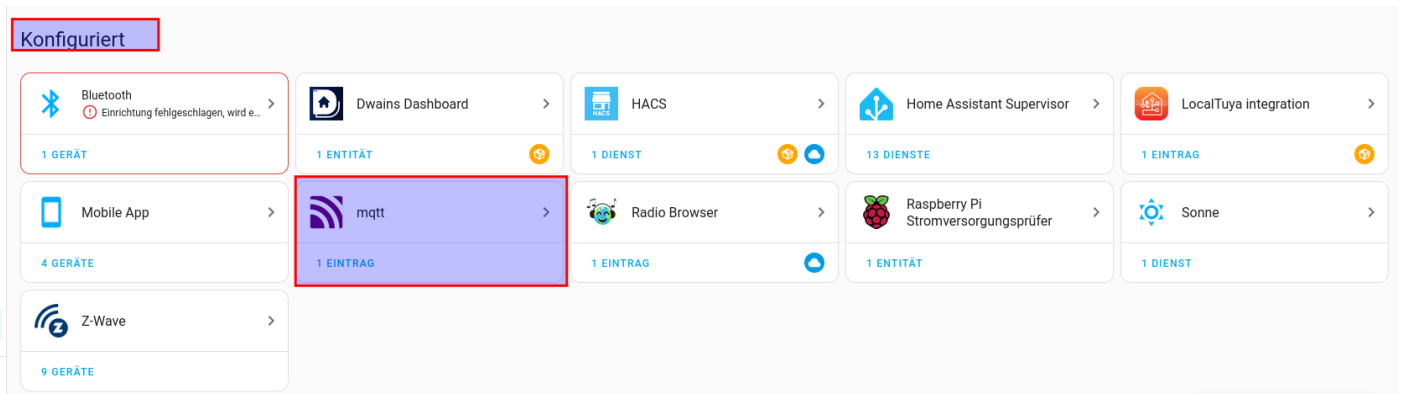 Konfiguriert
Bluetooth
Einrichtung fehlgeschlagen, wird e...
1 GERÄT
Dwains Dashboard
1 ENTITÄT
HACS
HACS
1 DIENST
Home Assistant Supervisor
13 DIENSTE
LocalTuya integration
1 EINTRAG
Mobile App
4 GERÄTE
mqtt
1 EINTRAG
Radio Browser
1 EINTRAG
Raspberry Pi
Stromversorgungsprüfer
1 ENTITÄT
Sonne
1 DIENST
Z-Wave
9 GERÄTE